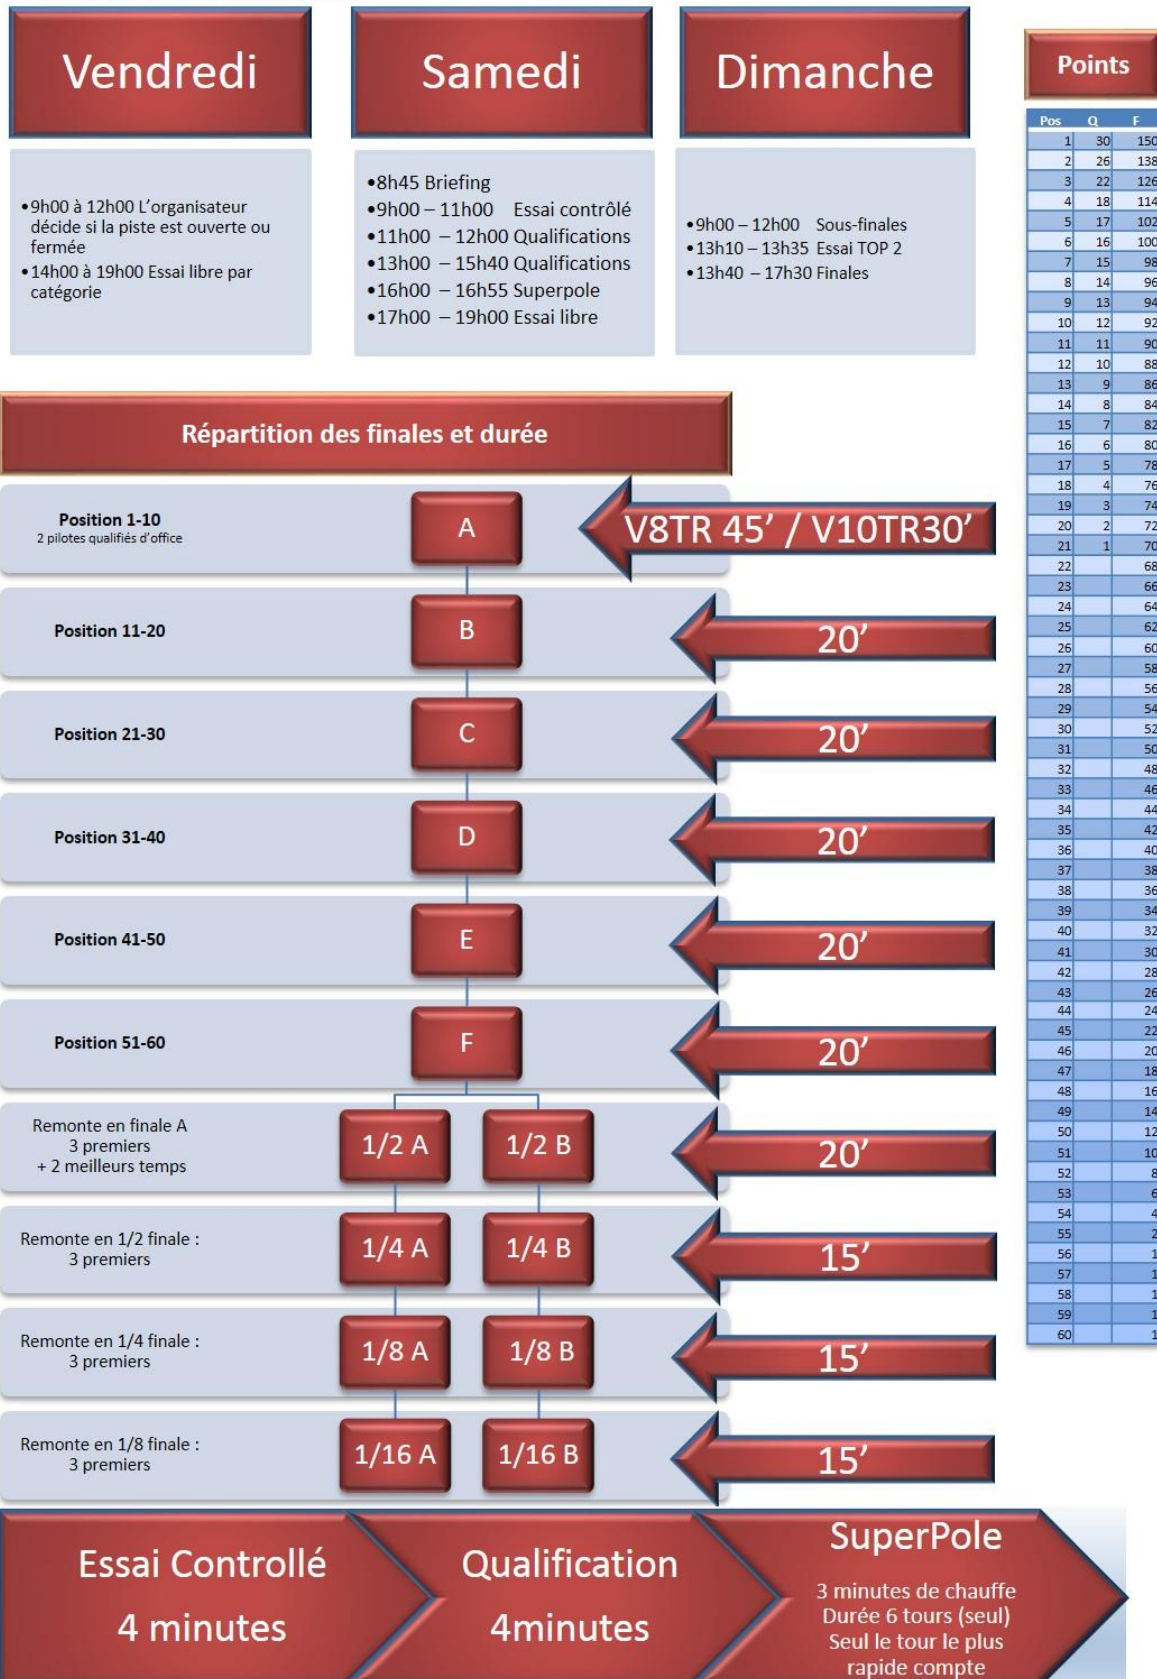 Vendredi
•9h00 à 12h00 L'organisateur
décide si la piste est ouverte ou
fermée
•14h00 à 19h00 Essai libre par
catégorie
Samedi
•8h45 Briefing
•9h00 – 11h00 Essai contrôlé
•11h00 – 12h00 Qualifications
•13h00 – 15h40 Qualifications
•16h00 – 16h55 Superpole
•17h00 – 19h00 Essai libre
Dimanche
•9h00 – 12h00 Sous-finales
•13h10 – 13h35 Essai TOP 2
•13h40 – 17h30 Finales
Points
Pos Q F
1 30 150
2 26 138
3 22 126
4 18 114
5 17 102
6 16 100
7 15 98
8 14 96
9 13 94
10 12 92
11 11 90
12 10 88
13 9 86
14 8 84
15 7 82
16 6 80
17 5 78
18 4 76
19 3 74
20 2 72
21 1 70
22 68
23 66
24 64
25 62
26 60
27 58
28 56
29 54
30 52
31 50
32 48
33 46
34 44
35 42
36 40
37 38
38 36
39 34
40 32
41 30
42 28
43 26
44 24
45 22
46 20
47 18
48 16
49 14
50 12
51 10
52 8
53 6
54 4
55 2
56 1
57 1
58 1
59 1
60 1
Répartition des finales et durée
Position 1-10
2 pilotes qualifiés d'office
A
V8TR 45' / V10TR30'
Position 11-20
B
20'
Position 21-30
C
20'
Position 31-40
D
20'
Position 41-50
E
20'
Position 51-60
F
20'
Remonte en finale A
3 premiers
+ 2 meilleurs temps
1/2 A
1/2 B
20'
Remonte en 1/2 finale :
3 premiers
1/4 A
1/4 B
15'
Remonte en 1/4 finale :
3 premiers
1/8 A
1/8 B
15'
Remonte en 1/8 finale :
3 premiers
1/16 A
1/16 B
15'
Essai Controllé
4 minutes
Qualification
4minutes
SuperPole
3 minutes de chauffe
Durée 6 tours (seul)
Seul le tour le plus
rapide compte